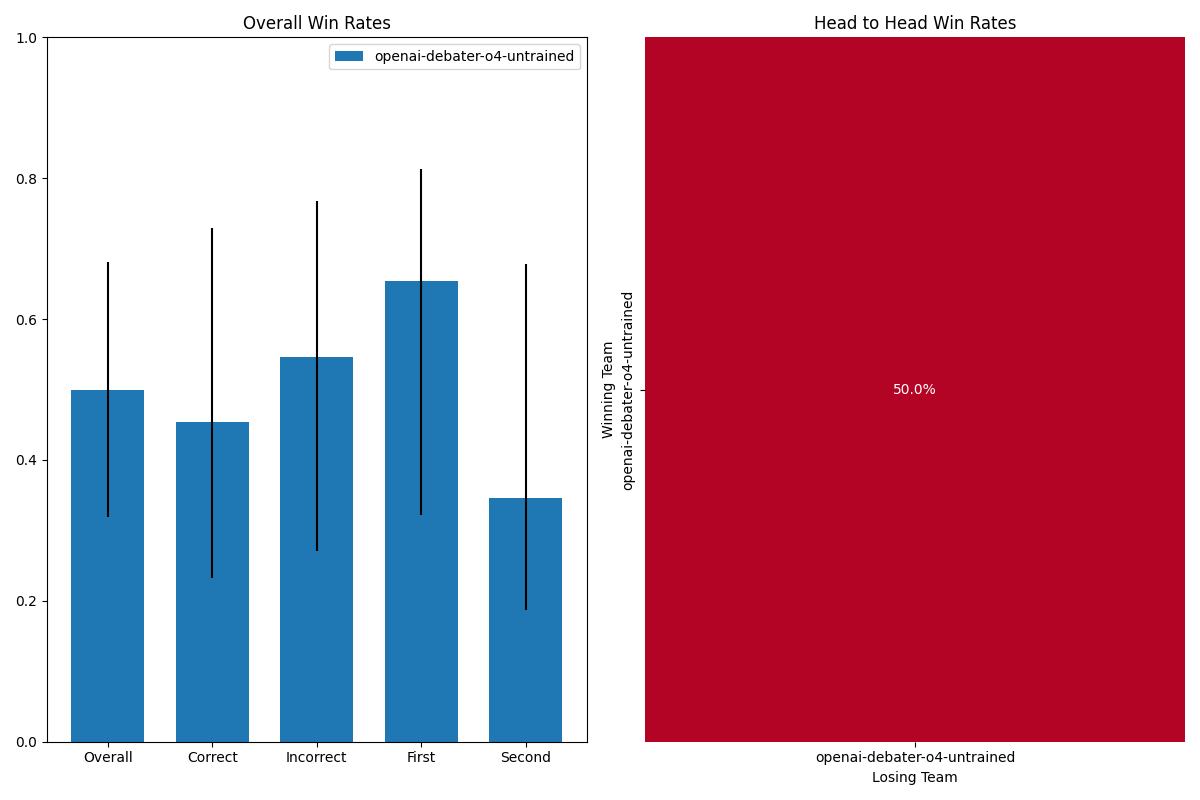 Overall Win Rates
openai-debater-o4-untrained
1.0
0.8
0.6
0.4
0.2
0.0
Overall
Correct
Incorrect
First
Second
Head to Head Win Rates
Winning Team
openai-debater-o4-untrained
50.0%
openai-debater-o4-untrained
Losing Team